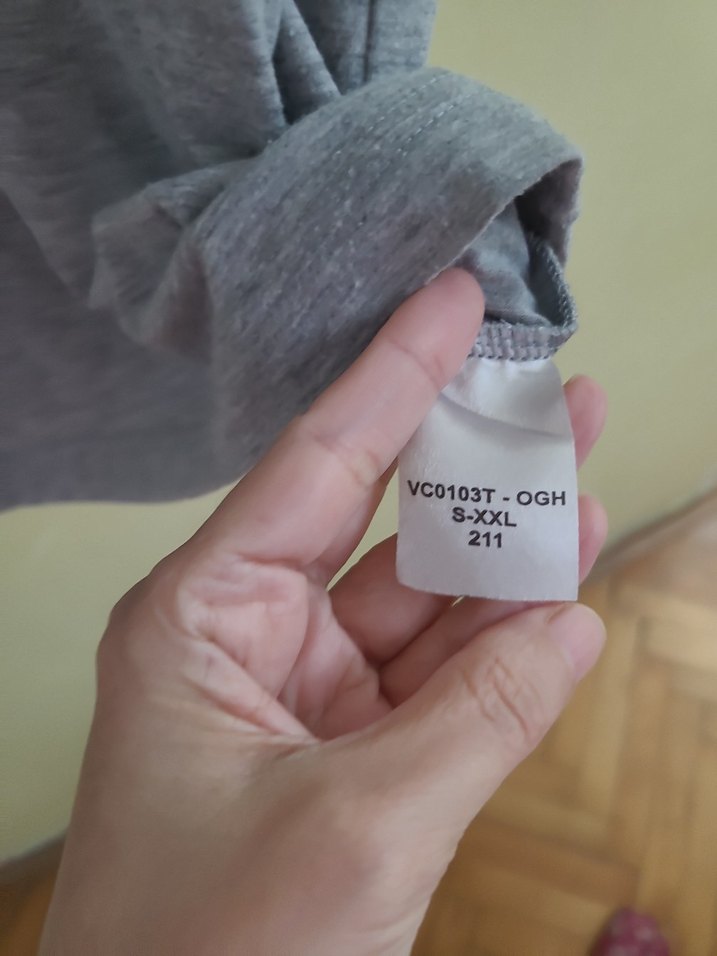 VC0103T - OGH
S-XXL
211